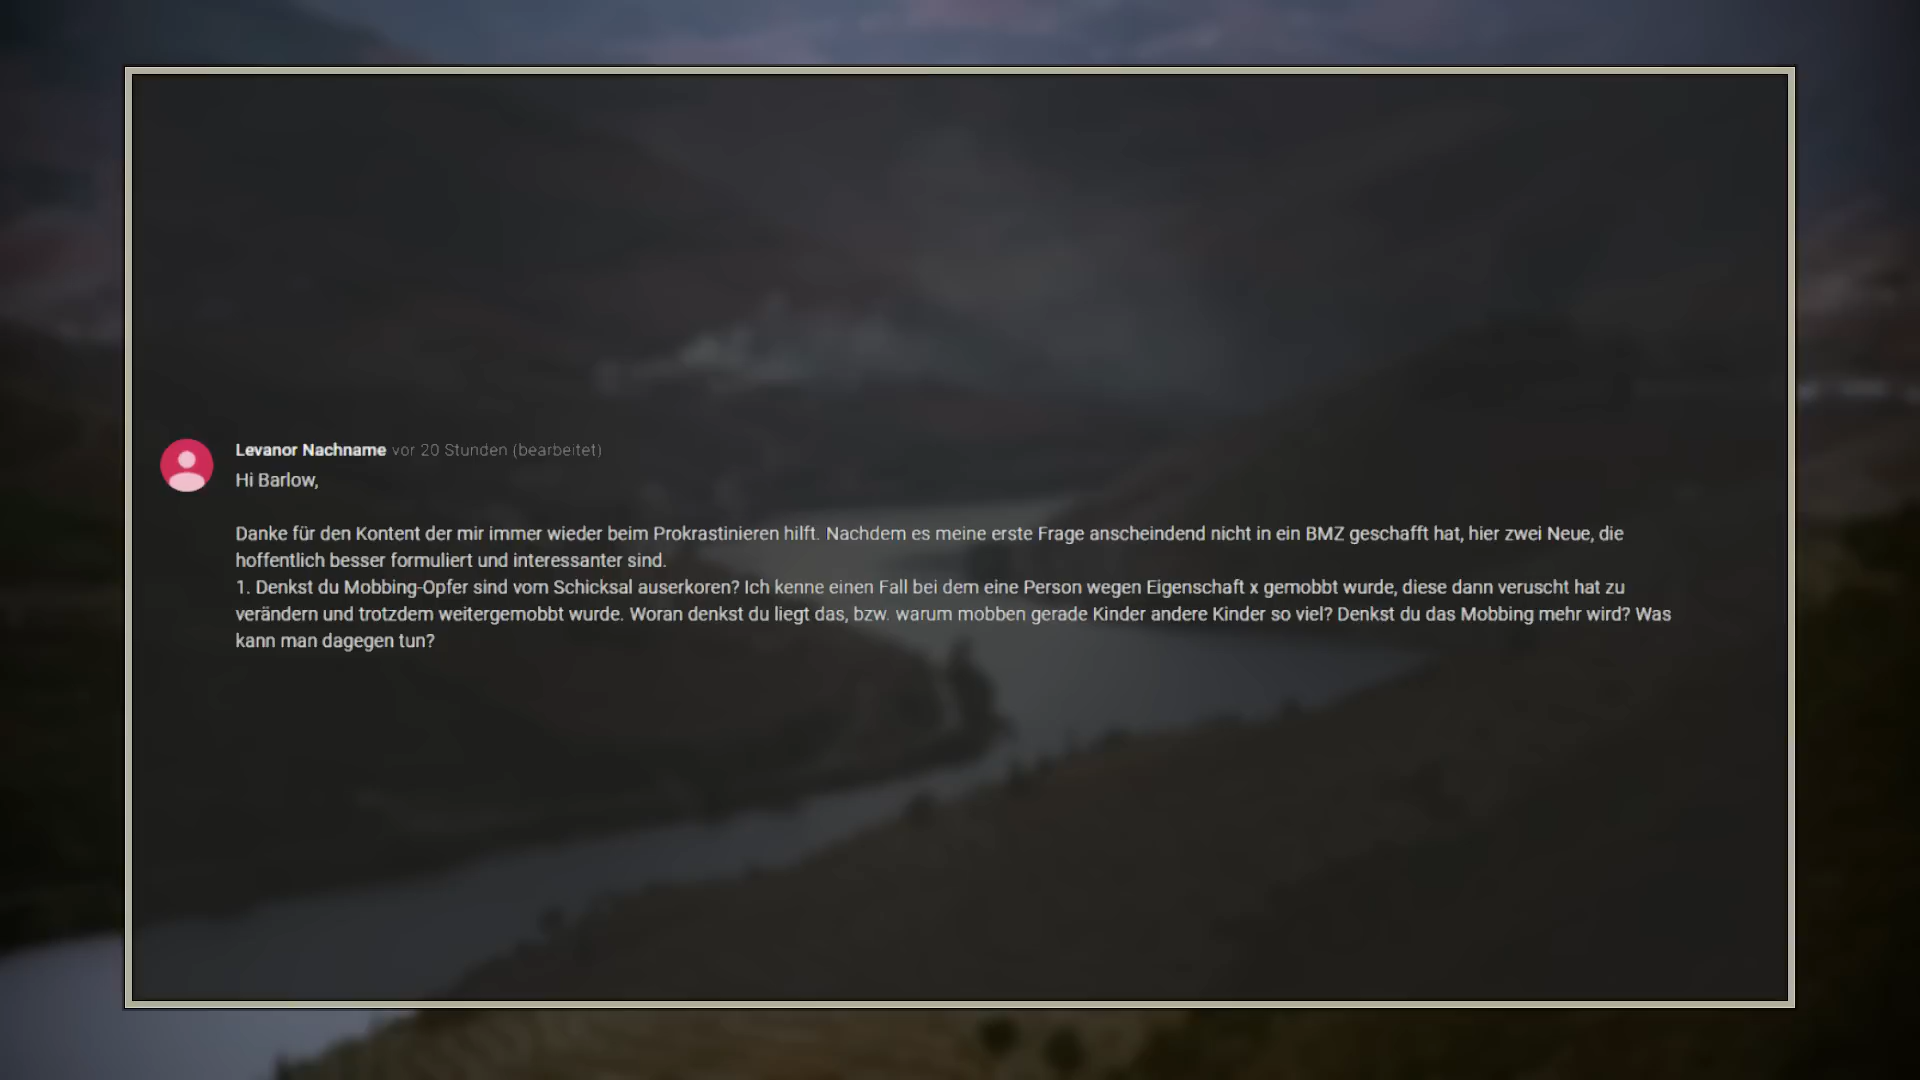 Levanor Nachname vor 20 Stunden (bearbeitet)
Hi Barlow,
Danke für den Kontent der mir immer wieder beim Prokrastinieren hilft. Nachdem es meine erste Frage anscheindend nicht in ein BMZ geschafft hat, hier zwei Neue, die
hoffentlich besser formuliert und interessanter sind.
1. Denkst du Mobbing-Opfer sind vom Schicksal auserkoren? Ich kenne einen Fall bei dem eine Person wegen Eigenschaft x gemobbt wurde, diese dann veruscht hat zu
verändern und trotzdem weitergemobbt wurde. Woran denkst du liegt das, bzw. warum mobben gerade Kinder andere Kinder so viel? Denkst du das Mobbing mehr wird? Was
kann man dagegen tun?